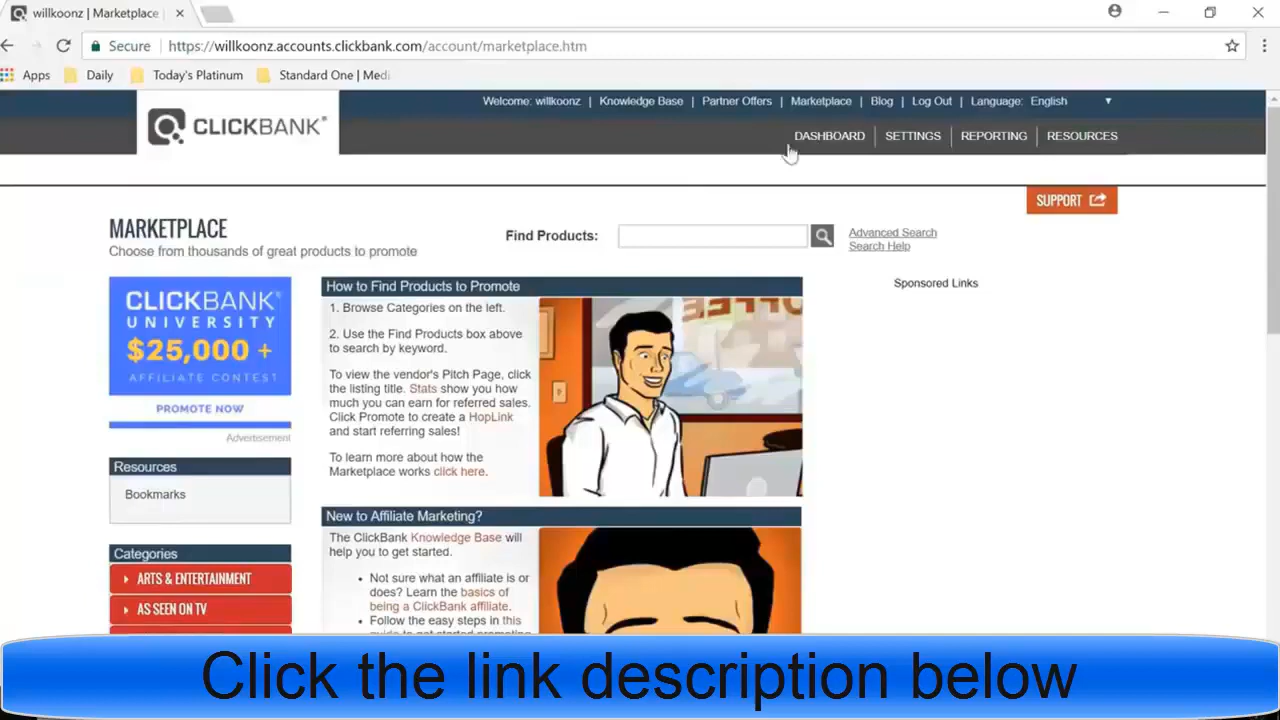 willkoonz | Marketplace
Secure https://willkoonz.accounts.clickbank.com/account/marketplace.htm
Apps Daily Today's Platinum Standard One | Medi
Welcome: willkoonz | Knowledge Base | Partner Offers | Marketplace | Blog | Log Out | Language: English
CLICKBANK
DASHBOARD SETTINGS REPORTING RESOURCES
SUPPORT
MARKETPLACE
Choose from thousands of great products to promote
Find Products:
Advanced Search
Search Help
CLICKBANK
UNIVERSITY
$25,000 +
AFFILIATE CONTEST
PROMOTE NOW
Advertisement
Resources
Bookmarks
Categories
ARTS & ENTERTAINMENT
AS SEEN ON TV
How to Find Products to Promote
1. Browse Categories on the left.
2. Use the Find Products box above
to search by keyword.
To view the vendor's Pitch Page, click
the listing title. Stats show you how
much you can earn for referred sales.
Click Promote to create a HopLink
and start referring sales!
To learn more about how the
Marketplace works click here.
New to Affiliate Marketing?
The ClickBank Knowledge Base will
help you to get started.
Not sure what an affiliate is or
does? Learn the basics of
being a ClickBank affiliate.
Follow the easy steps in this
guide to get started promoting
Sponsored Links
Click the link description below